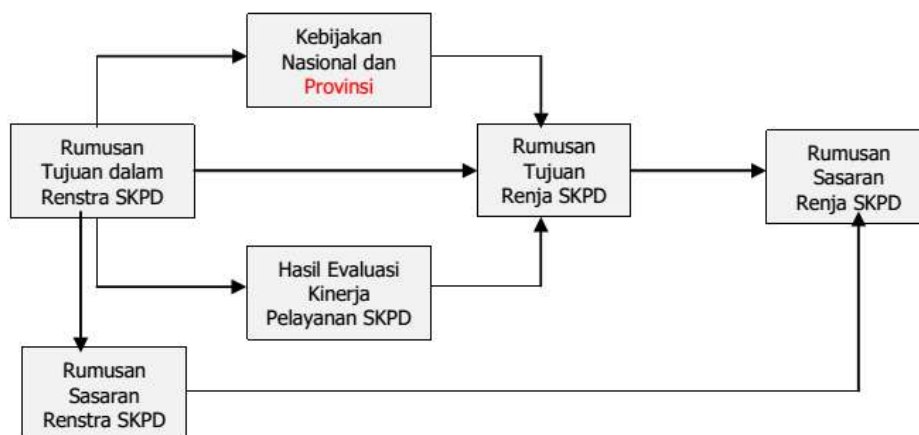 Kebijakan
Nasional dan
Provinsi
Rumusan
Tujuan dalam
Renstra SKPD
Rumusan
Tujuan
Renja SKPD
Rumusan
Sasaran
Renja SKPD
Hasil Evaluasi
Kinerja
Pelayanan SKPD
Rumusan
Sasaran
Renstra SKPD